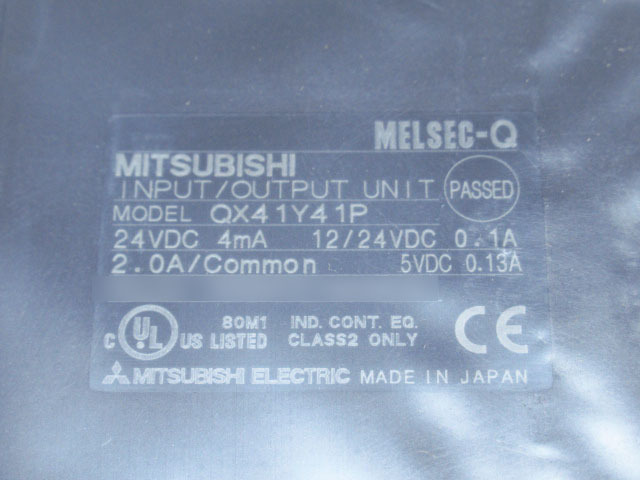 MELSEC-Q
MITSUBISHI
INPUT/OUTPUT UNIT PASSED
MODEL QX41Y41P
24VDC 4mA 12/24VDC 0.1A
2.0A/Common 5VDC 0.13A
C UL US LISTED 80M1 IND. CONT. EQ. CE
CLASS2 ONLY
MITSUBISHI ELECTRIC MADE IN JAPAN